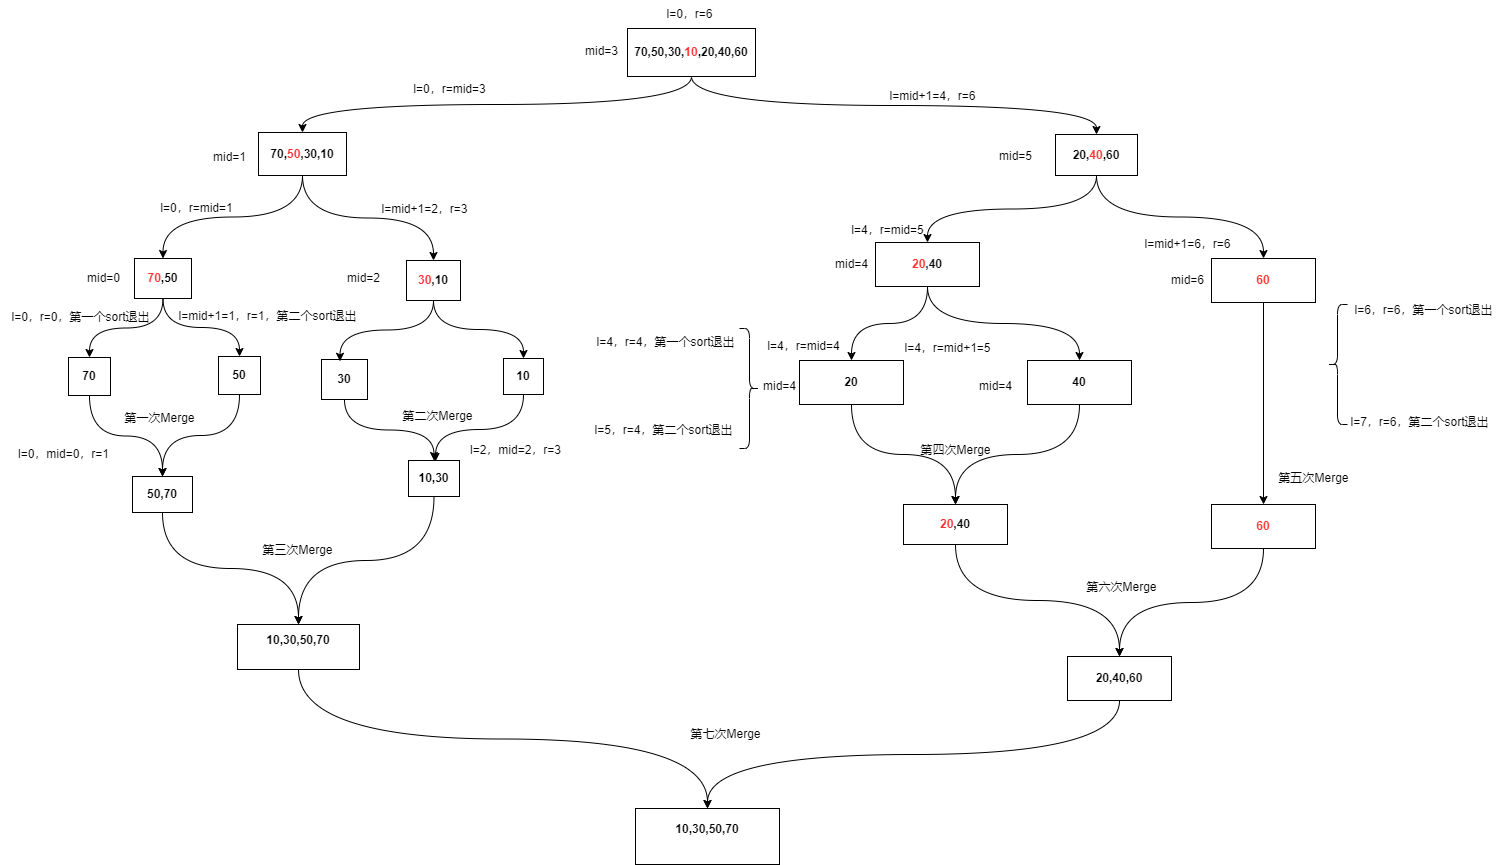 l=0，r=6
mid=3
70,50,30,10,20,40,60
l=0，r=mid=3
l=mid+1=4，r=6
mid=1
70,50,30,10
mid=5
20,40,60
l=0，r=mid=1
l=mid+1=2，r=3
l=4，r=mid=5
l=mid+1=6，r=6
mid=0
70,50
mid=2
30,10
mid=4
20,40
mid=6
60
l=0，r=0，第一个sort退出
l=mid+1=1，r=1，第二个sort退出
l=6，r=6，第一个sort退出
l=4，r=4，第一个sort退出
l=4，r=mid=4
l=4，r=mid+1=5
70
50
30
10
mid=4
20
mid=4
40
第一次Merge
第二次Merge
l=5，r=4，第二个sort退出
l=7，r=6，第二个sort退出
l=0，mid=0，r=1
l=2，mid=2，r=3
第四次Merge
第五次Merge
50,70
10,30
20,40
60
第三次Merge
第六次Merge
10,30,50,70
20,40,60
第七次Merge
10,30,50,70